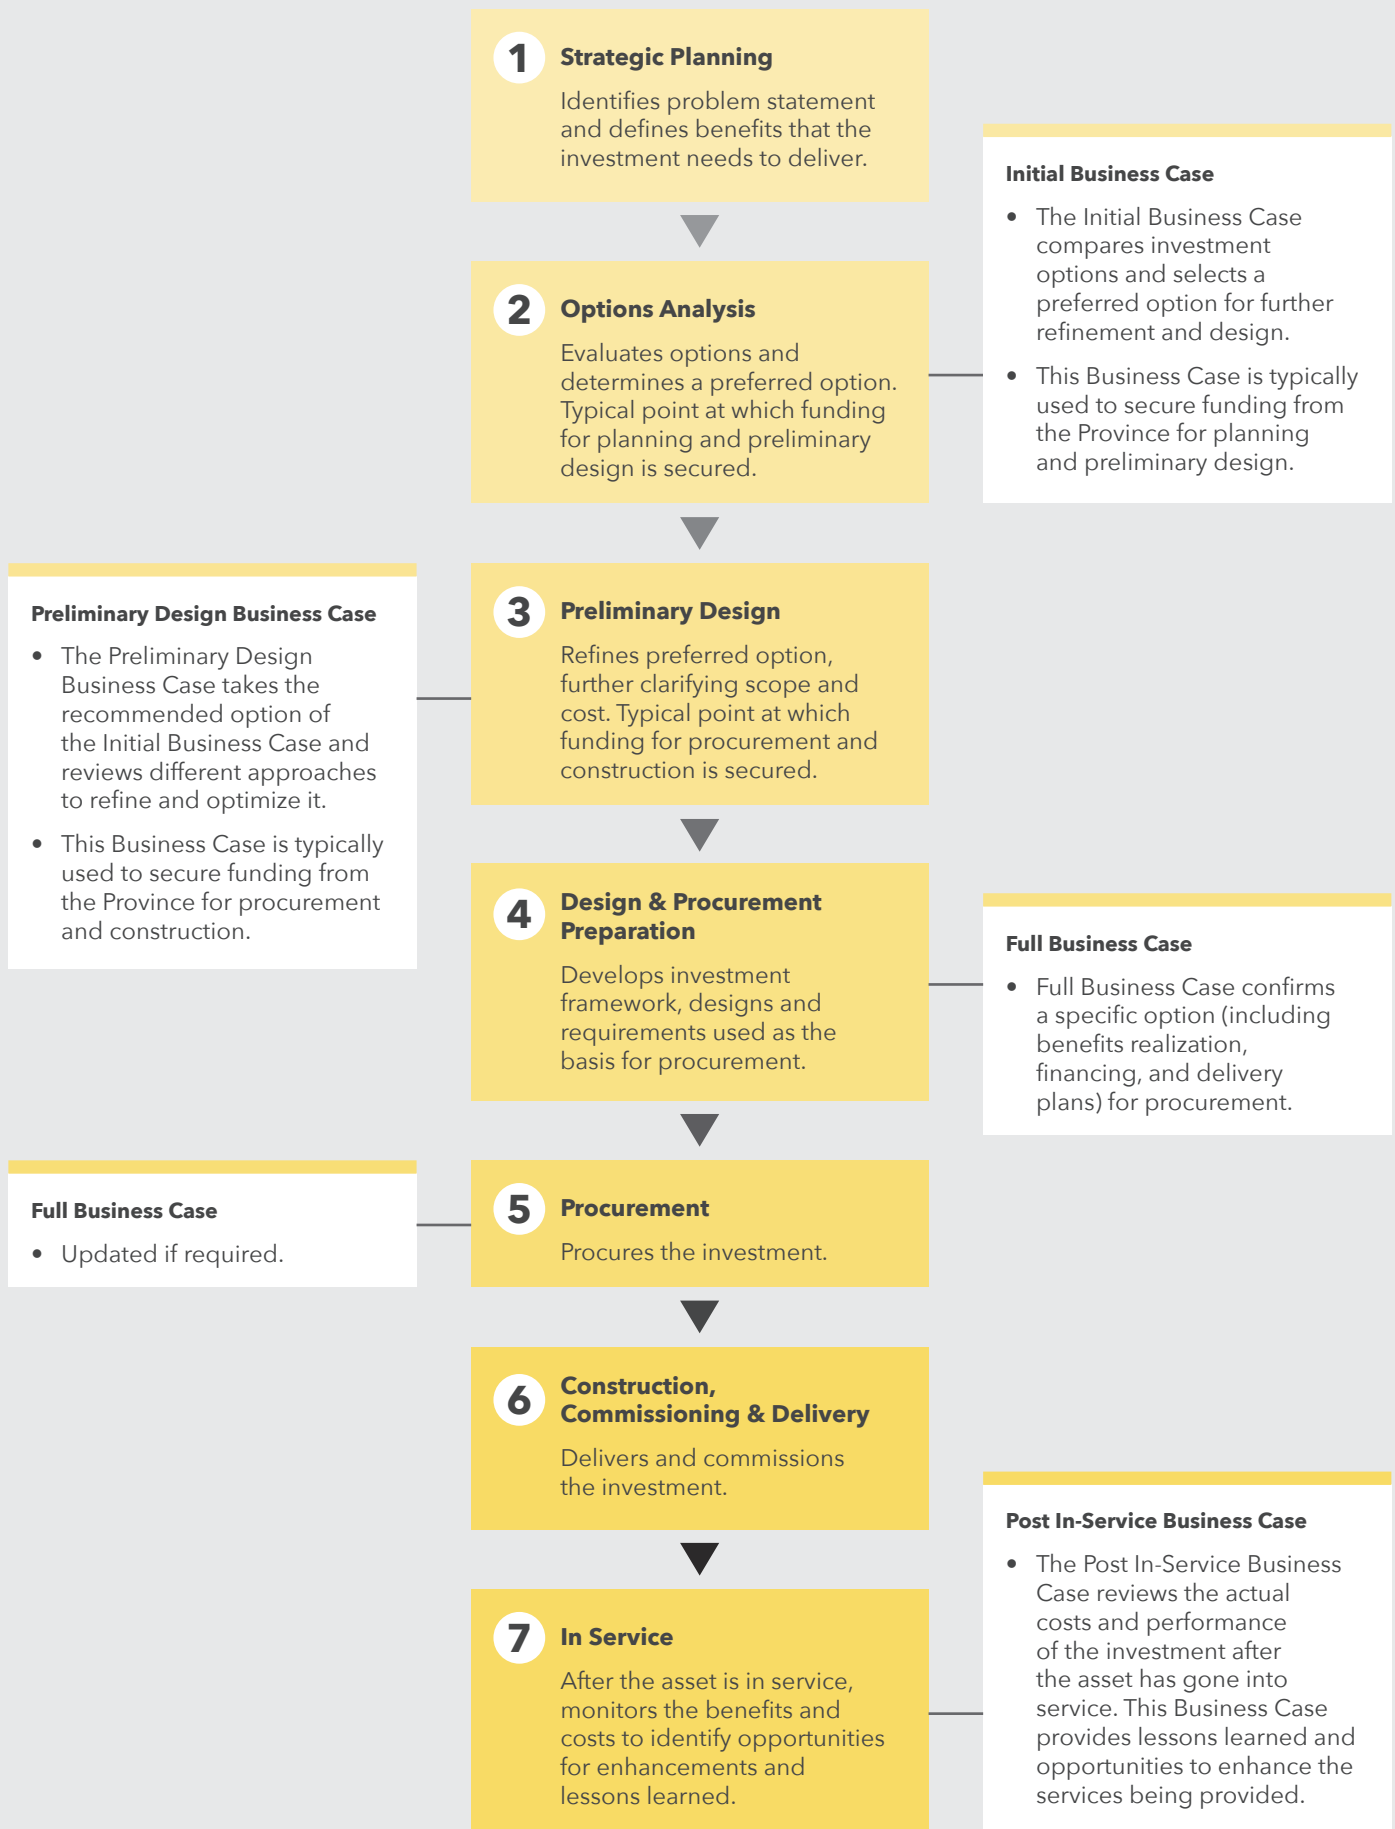 1
Strategic Planning
Identifies problem statement
and defines benefits that the
investment needs to deliver.
Initial Business Case
• The Initial Business Case
compares investment
options and selects a
preferred option for further
refinement and design.
• This Business Case is typically
used to secure funding from
the Province for planning
and preliminary design.
2
Options Analysis
Evaluates options and
determines a preferred option.
Typical point at which funding
for planning and preliminary
design is secured.
Preliminary Design Business Case
• The Preliminary Design
Business Case takes the
recommended option of
the Initial Business Case and
reviews different approaches
to refine and optimize it.
• This Business Case is typically
used to secure funding from
the Province for procurement
and construction.
3
Preliminary Design
Refines preferred option,
further clarifying scope and
cost. Typical point at which
funding for procurement and
construction is secured.
4
Design & Procurement
Preparation
Develops investment
framework, designs and
requirements used as the
basis for procurement.
Full Business Case
• Full Business Case confirms
a specific option (including
benefits realization,
financing, and delivery
plans) for procurement.
Full Business Case
• Updated if required.
5
Procurement
Procures the investment.
6
Construction,
Commissioning & Delivery
Delivers and commissions
the investment.
Post In-Service Business Case
• The Post In-Service Business
Case reviews the actual
costs and performance
of the investment after
the asset has gone into
service. This Business Case
provides lessons learned and
opportunities to enhance the
services being provided.
7
In Service
After the asset is in service,
monitors the benefits and
costs to identify opportunities
for enhancements and
lessons learned.